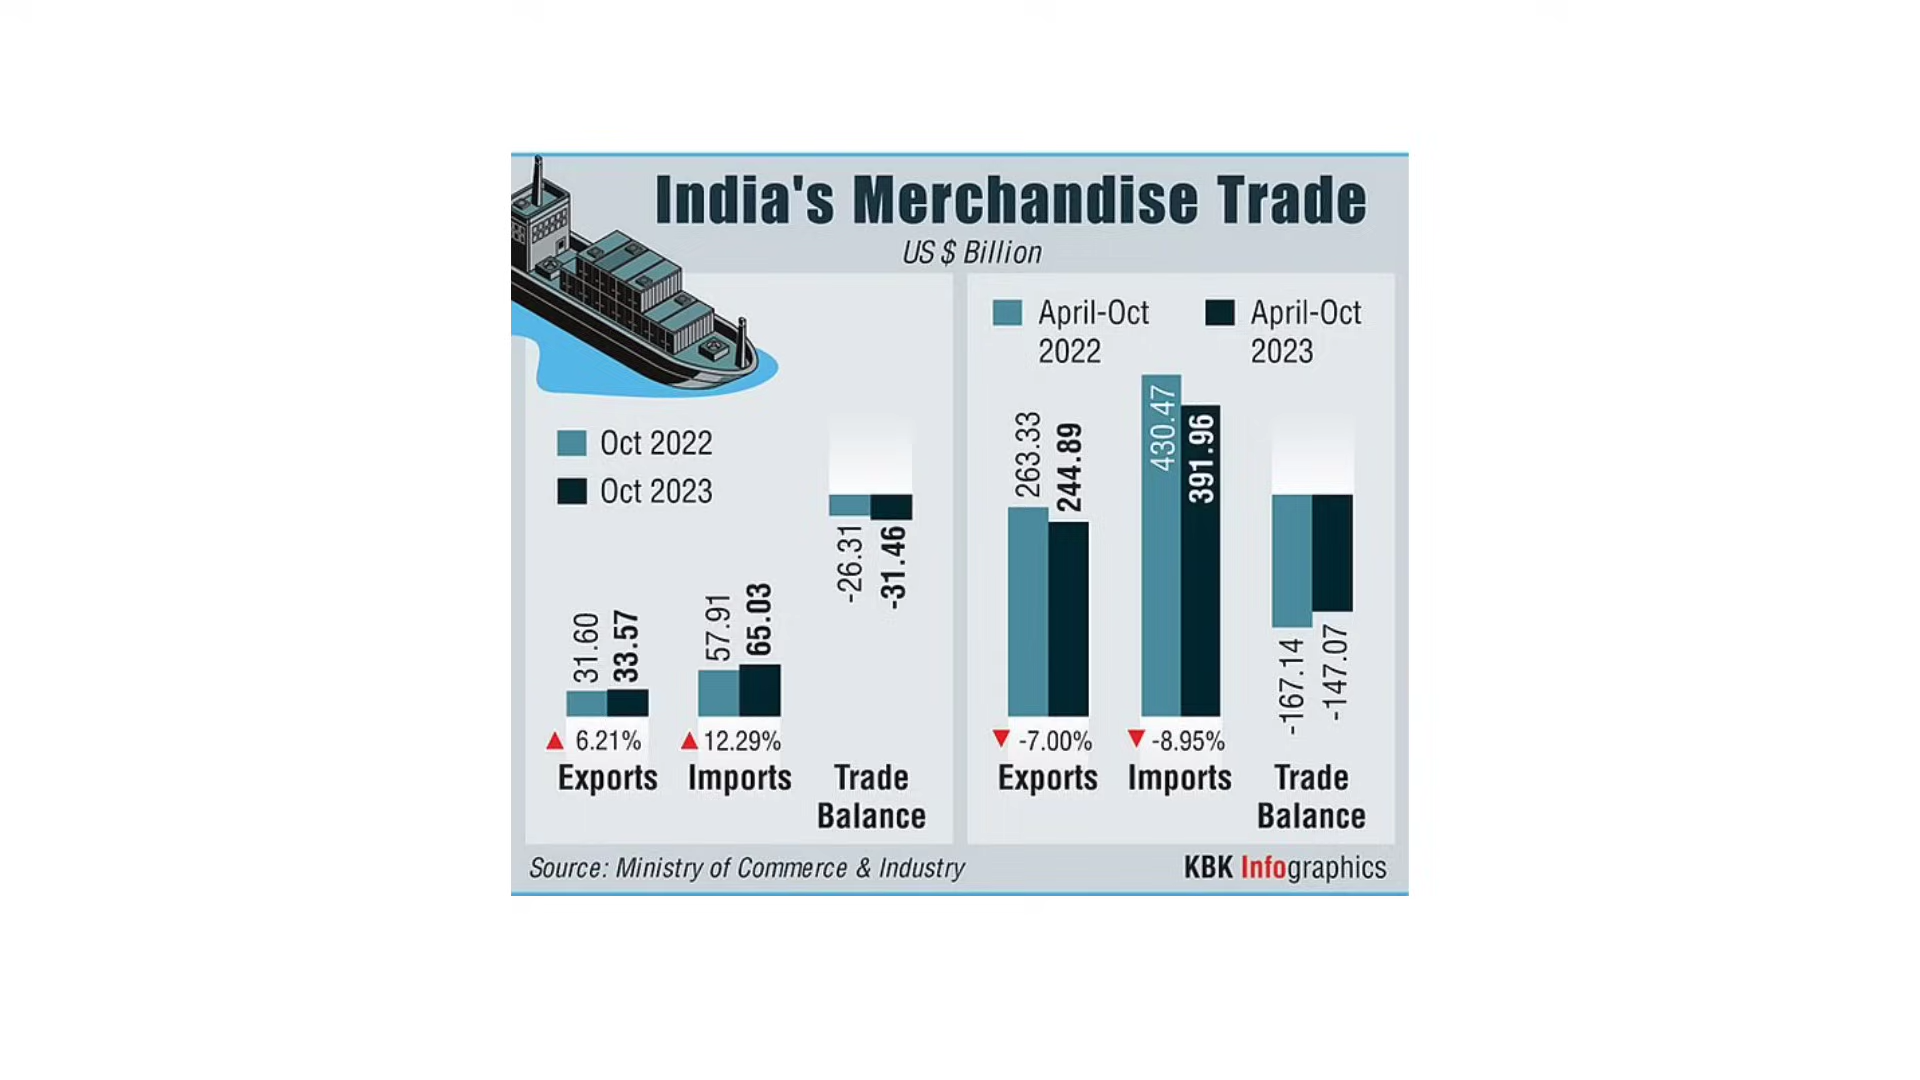 India's Merchandise Trade
US $ Billion
Oct 2022
Oct 2023
31.60
33.57
6.21%
Exports
57.91
65.03
12.29%
Imports
-26.31
-31.46
Trade
Balance
April-Oct
2022
April-Oct
2023
263.33
244.89
-7.00%
Exports
430.47
391.96
-8.95%
Imports
-167.14
-147.07
Trade
Balance
Source: Ministry of Commerce & Industry
KBK Infographics